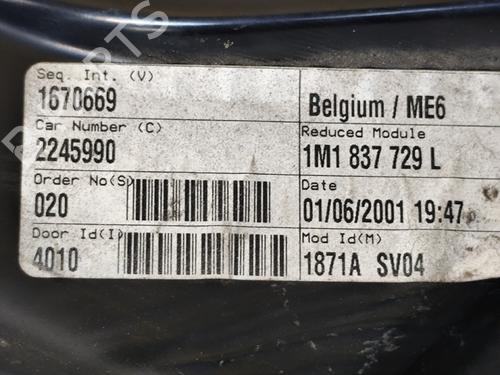 Seq. Int. (V)
1670669
Belgium / ME6
Car Number (C)
Reduced Module
2245990
1M1 837 729 L
Order No(S)
Date
020
01/06/2001 19:47
Door Id(I)
Mod Id(M)
4010
1871A SV04